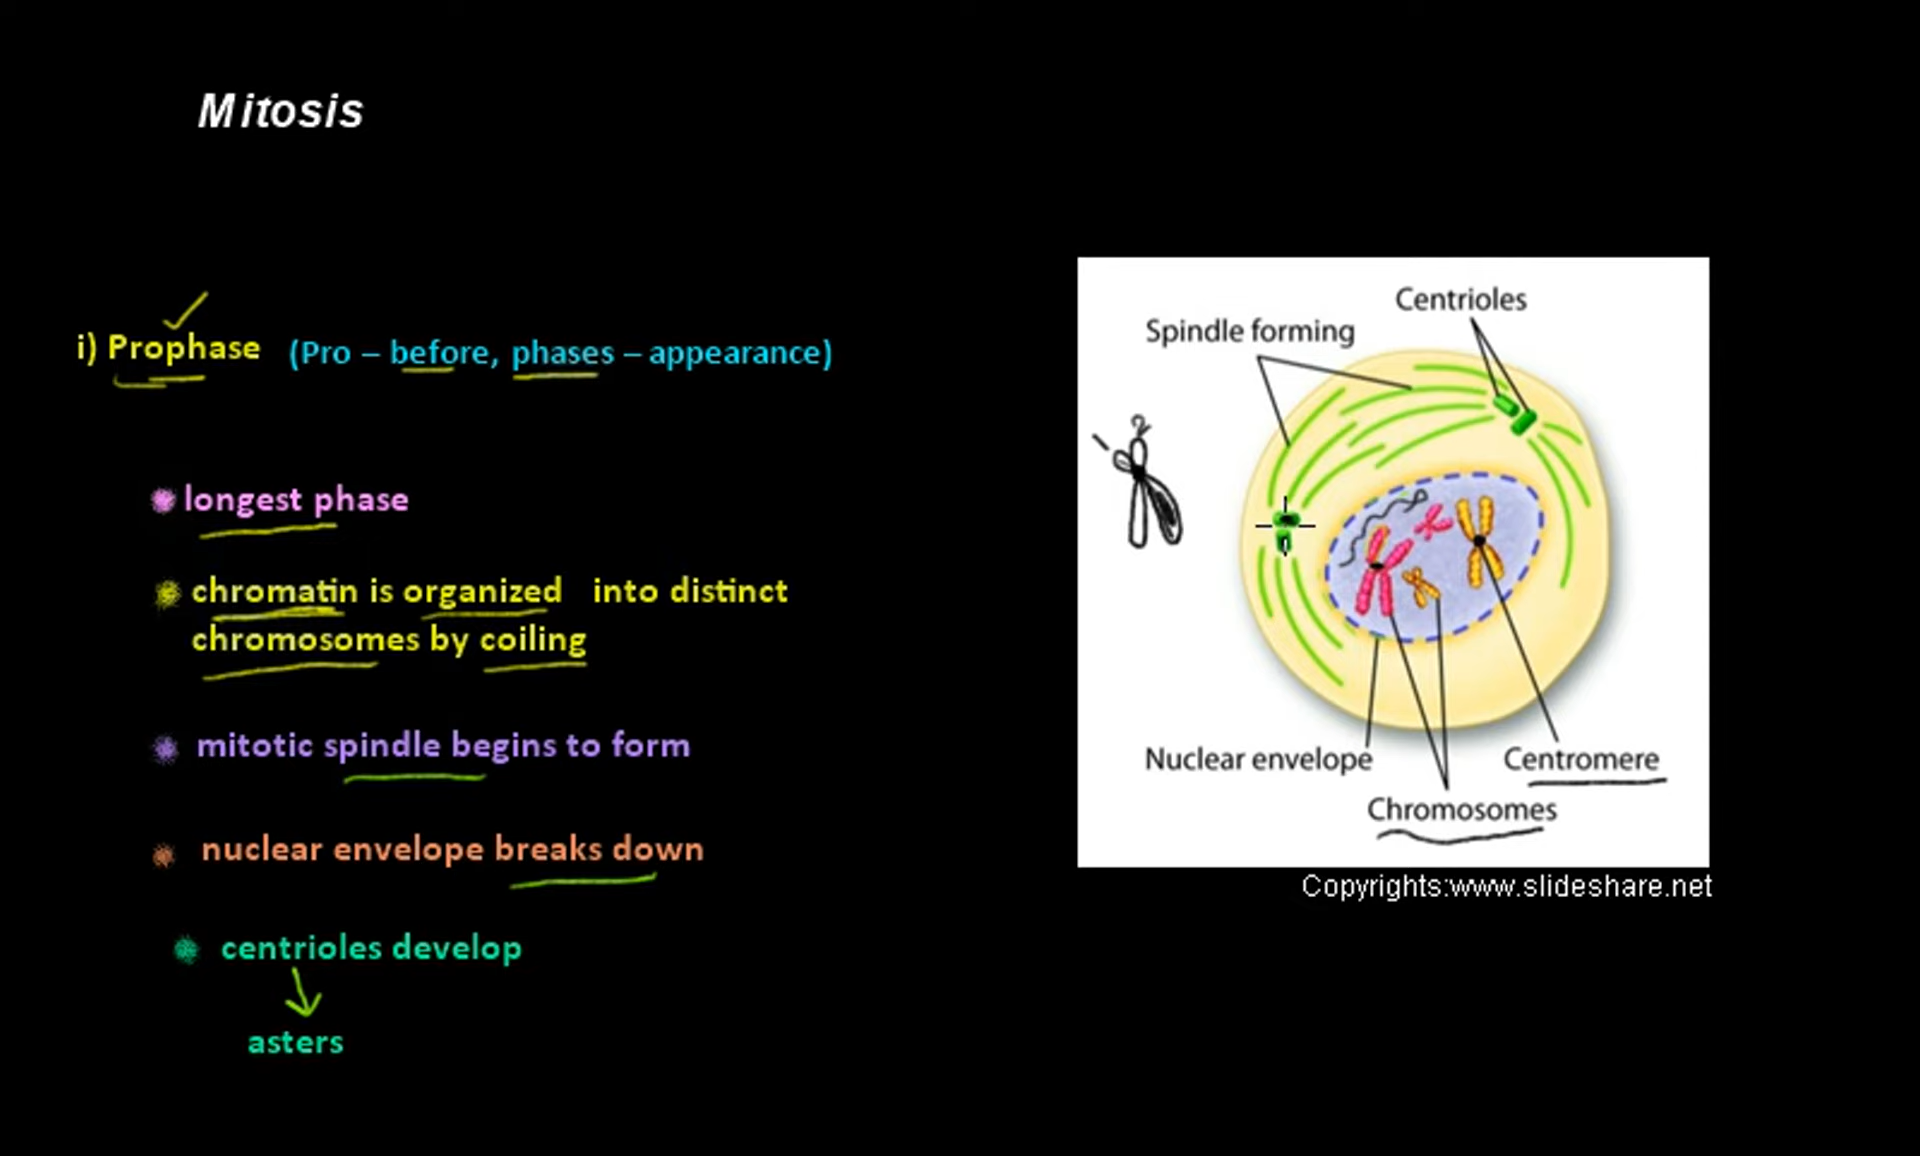 Mitosis
i) Prophase (Pro – before, phases – appearance)
longest phase
chromatin is organized into distinct
chromosomes by coiling
mitotic spindle begins to form
nuclear envelope breaks down
centrioles develop
asters
Centrioles
Spindle forming
1 2
Nuclear envelope
Centromere
Chromosomes
Copyrights:www.slideshare.net